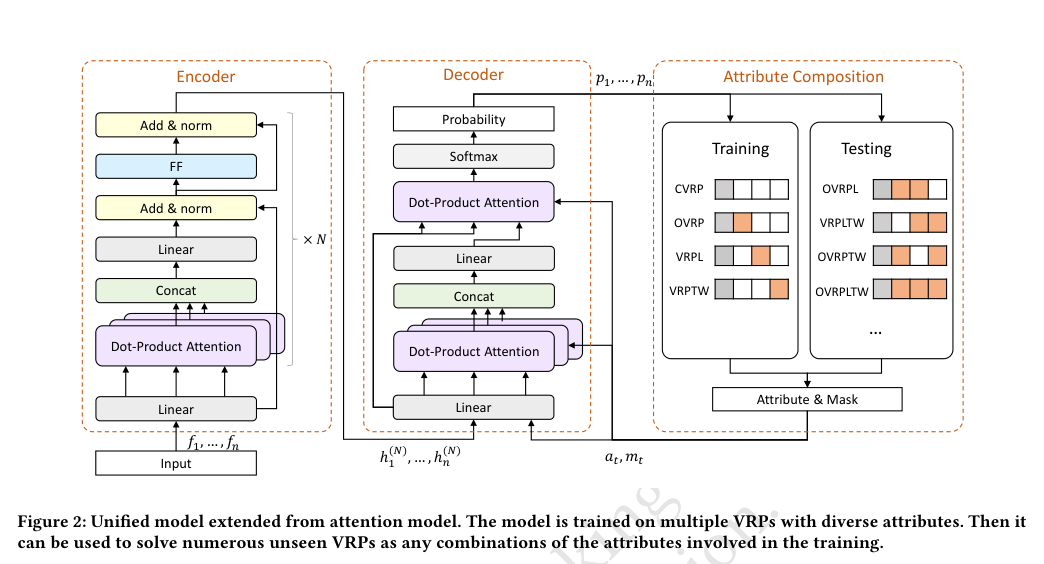 Encoder
Decoder
p₁, ..., pₙ
Attribute Composition
Add & norm
FF
Add & norm
Linear
Concat
Dot-Product Attention
Linear
× N
f₁, ..., fₙ
Input
Probability
Softmax
Dot-Product Attention
Linear
Concat
Dot-Product Attention
Linear
h₁⁽ᴺ⁾, ..., hₙ⁽ᴺ⁾
aₜ, mₜ
Training
CVRP
OVRP
VRPL
VRPTW
Testing
OVRPL
VRPLTW
OVRPTW
OVRPLTW
...
Attribute & Mask
Figure 2: Unified model extended from attention model. The model is trained on multiple VRPs with diverse attributes. Then it
can be used to solve numerous unseen VRPs as any combinations of the attributes involved in the training.